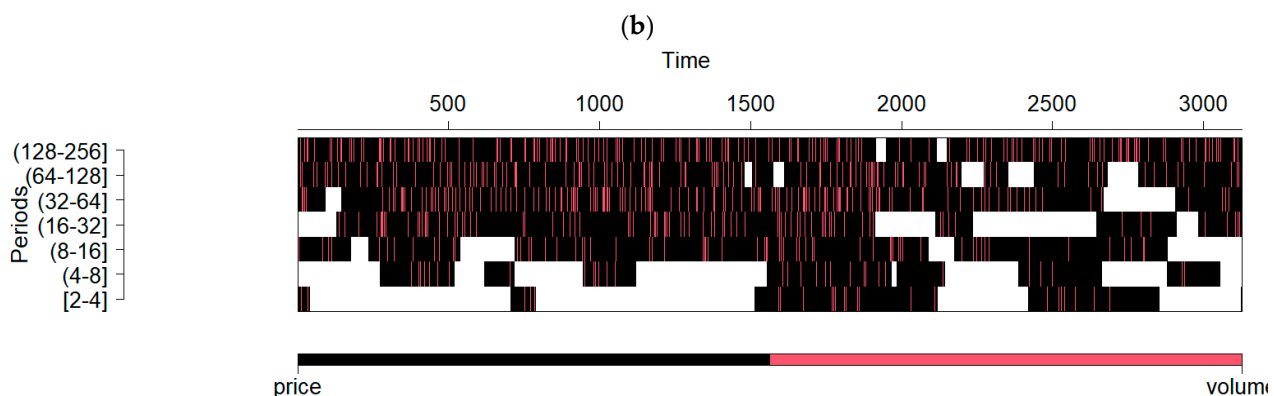 (b)
Time
500 1000 1500 2000 2500 3000
Periods
(128-256]
(64-128]
(32-64]
(16-32]
(8-16]
(4-8]
[2-4]
price volume